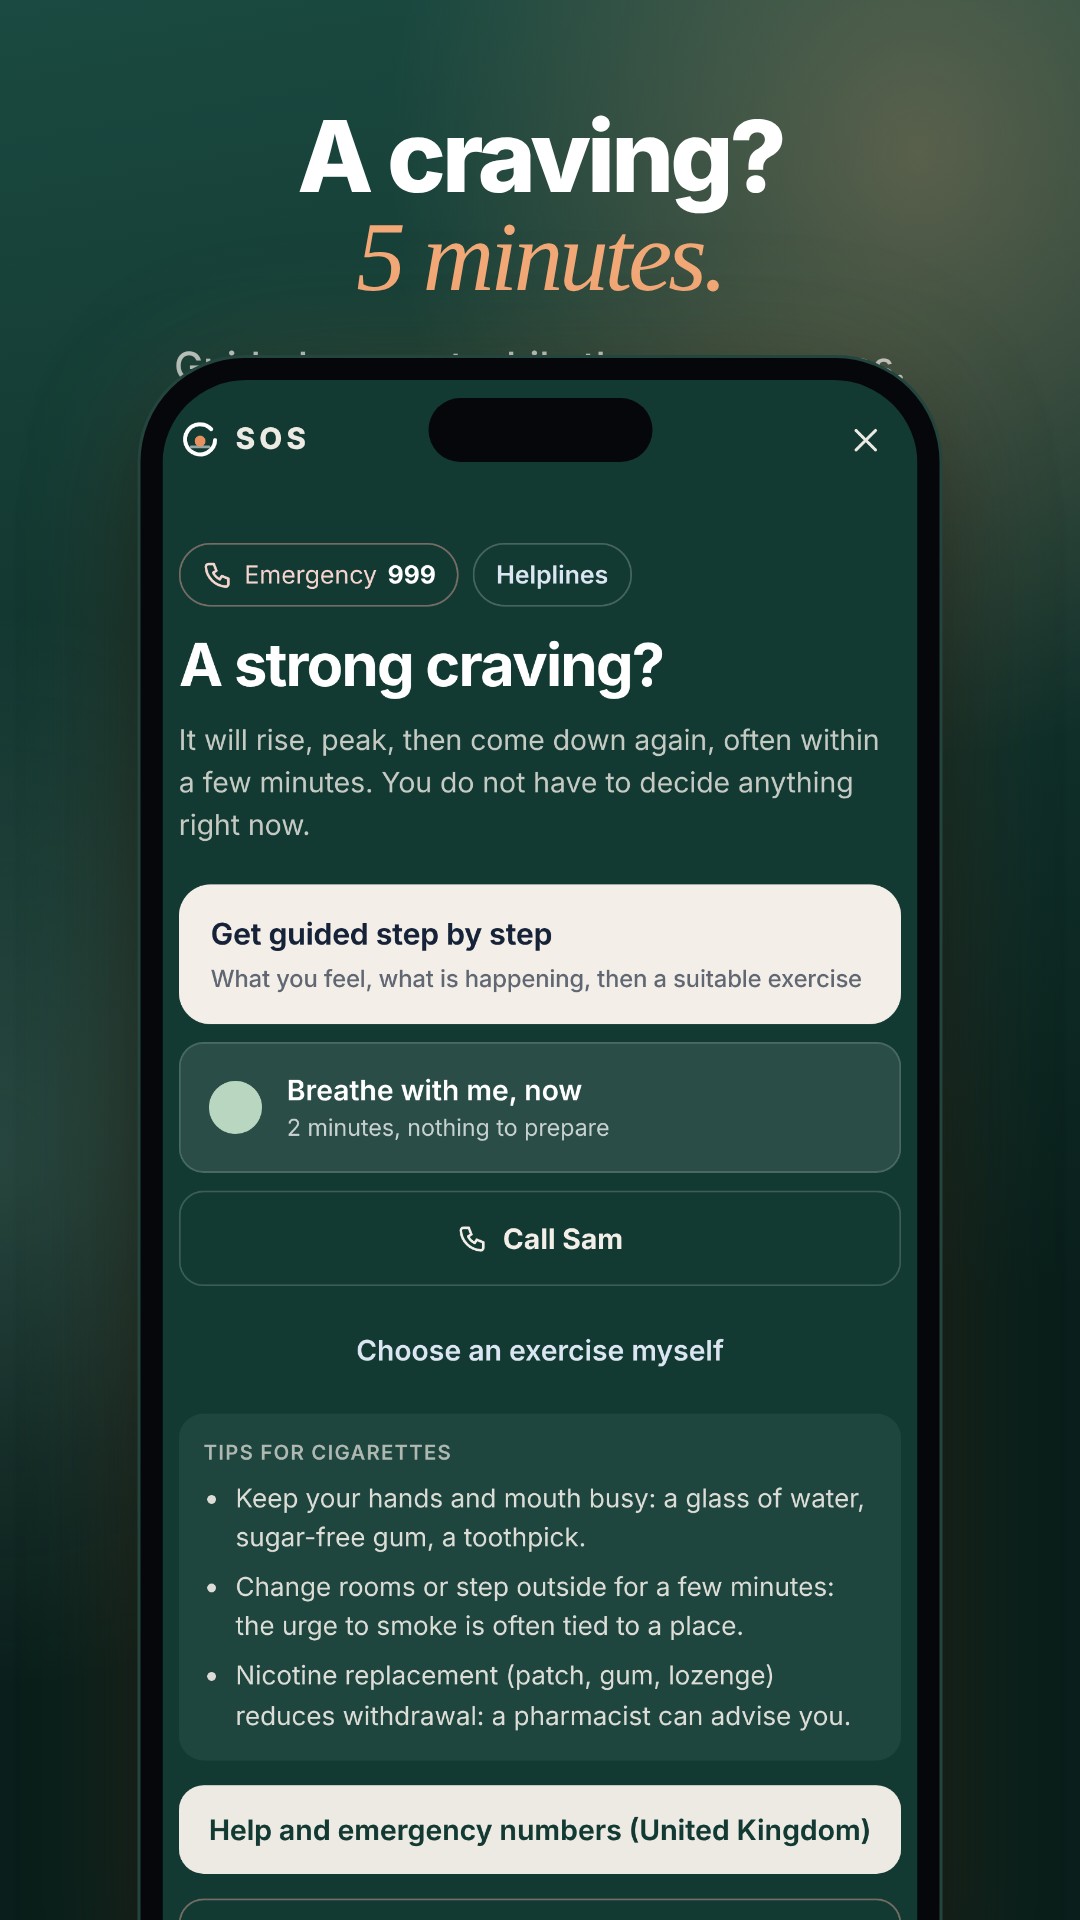 A craving?
5 minutes.
SOS
Emergency 999
Helplines
A strong craving?
It will rise, peak, then come down again, often within
a few minutes. You do not have to decide anything
right now.
Get guided step by step
What you feel, what is happening, then a suitable exercise
Breathe with me, now
2 minutes, nothing to prepare
Call Sam
Choose an exercise myself
TIPS FOR CIGARETTES
• Keep your hands and mouth busy: a glass of water,
sugar-free gum, a toothpick.
• Change rooms or step outside for a few minutes:
the urge to smoke is often tied to a place.
• Nicotine replacement (patch, gum, lozenge)
reduces withdrawal: a pharmacist can advise you.
Help and emergency numbers (United Kingdom)